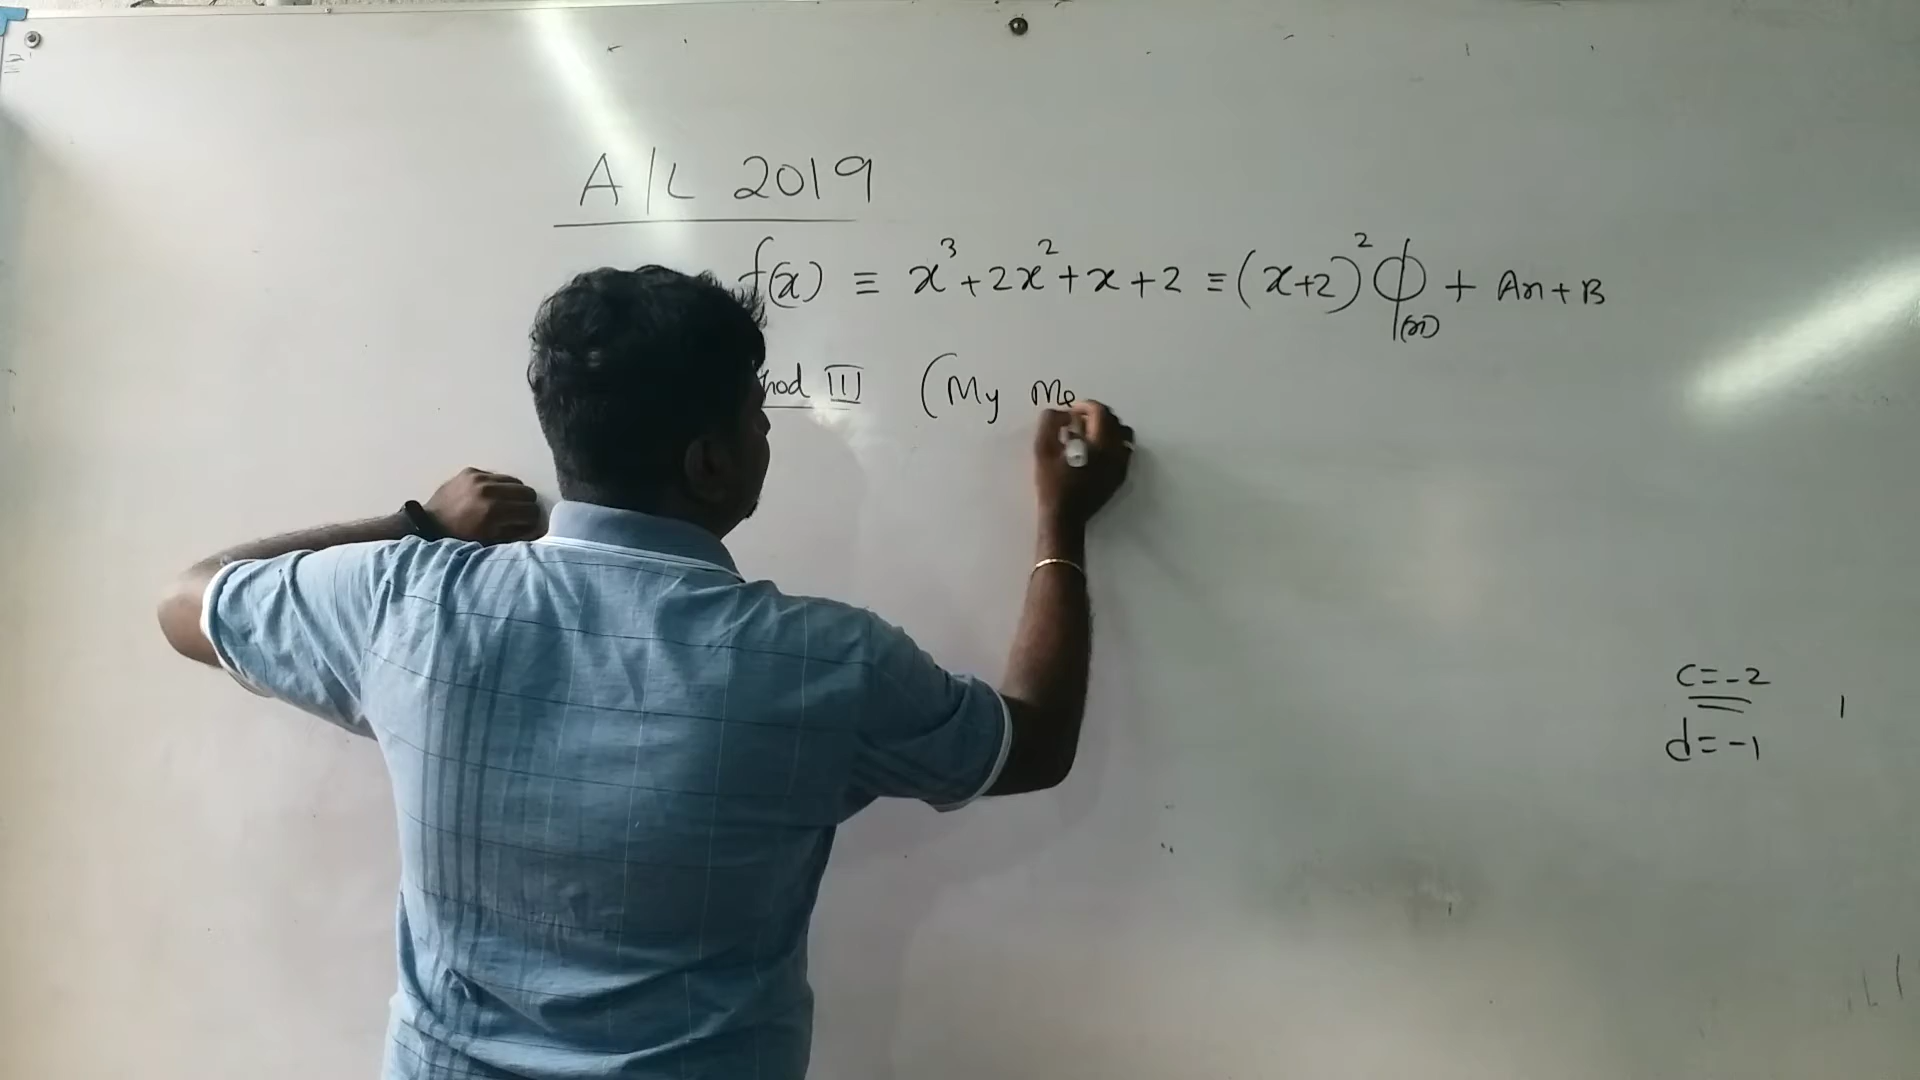 A/L 2019
f(x) ≡ x³+2x²+x+2 ≡ (x+2)² φ(x) + Ax+B
hod III (My Me
c=-2
d=-1